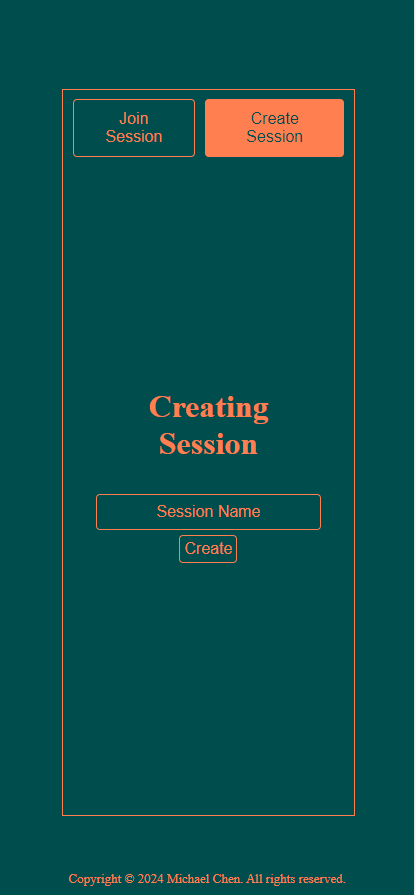 Join
Session
Create
Session
Creating
Session
Session Name
Create
Copyright © 2024 Michael Chen. All rights reserved.